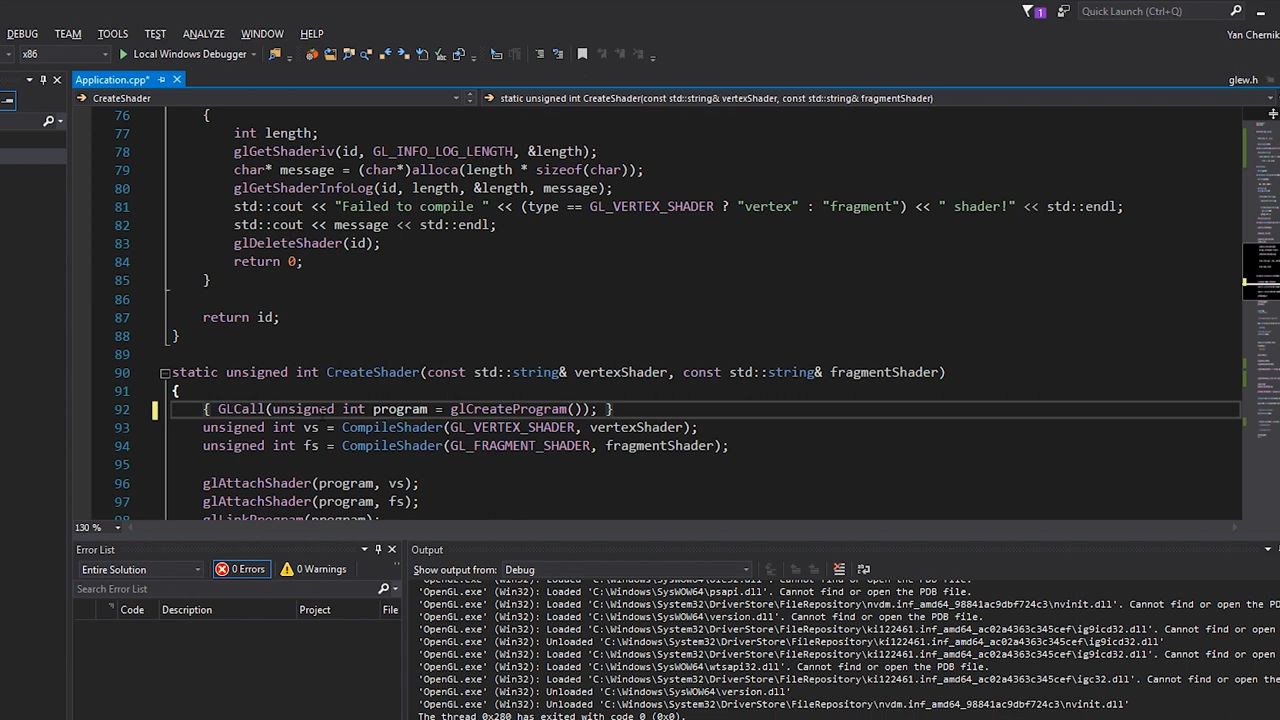 1 Quick Launch (Ctrl+Q)
DEBUG TEAM TOOLS TEST ANALYZE WINDOW HELP Yan Chernik
x86 Local Windows Debugger
Application.cpp* glew.h
CreateShader static unsigned int CreateShader(const std::string& vertexShader, const std::string& fragmentShader)
76 {
77 int length;
78 glGetShaderiv(id, GL_INFO_LOG_LENGTH, &length);
79 char* message = (char*)alloca(length * sizeof(char));
80 glGetShaderInfoLog(id, length, &length, message);
81 std::cout << "Failed to compile " << (type == GL_VERTEX_SHADER ? "vertex" : "fragment") << " shader!" << std::endl;
82 std::cout << message << std::endl;
83 glDeleteShader(id);
84 return 0;
85 }
86
87 return id;
88 }
89
90 static unsigned int CreateShader(const std::string& vertexShader, const std::string& fragmentShader)
91 {
92 { GLCall(unsigned int program = glCreateProgram()); }
93 unsigned int vs = CompileShader(GL_VERTEX_SHADER, vertexShader);
94 unsigned int fs = CompileShader(GL_FRAGMENT_SHADER, fragmentShader);
95
96 glAttachShader(program, vs);
97 glAttachShader(program, fs);
98 glLinkProgram(program);
130 %
Error List
Entire Solution 0 Errors 0 Warnings
Search Error List
Code Description Project File
Output
Show output from: Debug
'OpenGL.exe' (Win32): Loaded 'C:\Windows\SysWOW64\psapi.dll'. Cannot find or open the PDB file.
'OpenGL.exe' (Win32): Loaded 'C:\Windows\System32\DriverStore\FileRepository\nvdm.inf_amd64_98841ac9dbf724c3\nvinit.dll'. Cannot find or open the PD
'OpenGL.exe' (Win32): Loaded 'C:\Windows\SysWOW64\version.dll'. Cannot find or open the PDB file.
'OpenGL.exe' (Win32): Loaded 'C:\Windows\System32\DriverStore\FileRepository\ki122461.inf_amd64_ac02a4363c345cef\ig9icd32.dll'. Cannot find or open
'OpenGL.exe' (Win32): Unloaded 'C:\Windows\System32\DriverStore\FileRepository\ki122461.inf_amd64_ac02a4363c345cef\ig9icd32.dll'
'OpenGL.exe' (Win32): Loaded 'C:\Windows\System32\DriverStore\FileRepository\ki122461.inf_amd64_ac02a4363c345cef\ig9icd32.dll'. Cannot find or open
'OpenGL.exe' (Win32): Loaded 'C:\Windows\SysWOW64\wtsapi32.dll'. Cannot find or open the PDB file.
'OpenGL.exe' (Win32): Loaded 'C:\Windows\System32\DriverStore\FileRepository\ki122461.inf_amd64_ac02a4363c345cef\igc32.dll'. Cannot find or open
'OpenGL.exe' (Win32): Unloaded 'C:\Windows\SysWOW64\version.dll'
'OpenGL.exe' (Win32): Unloaded 'C:\Windows\System32\DriverStore\FileRepository\nvdm.inf_amd64_98841ac9dbf724c3\nvinit.dll'
The thread 0x280 has exited with code 0 (0x0).